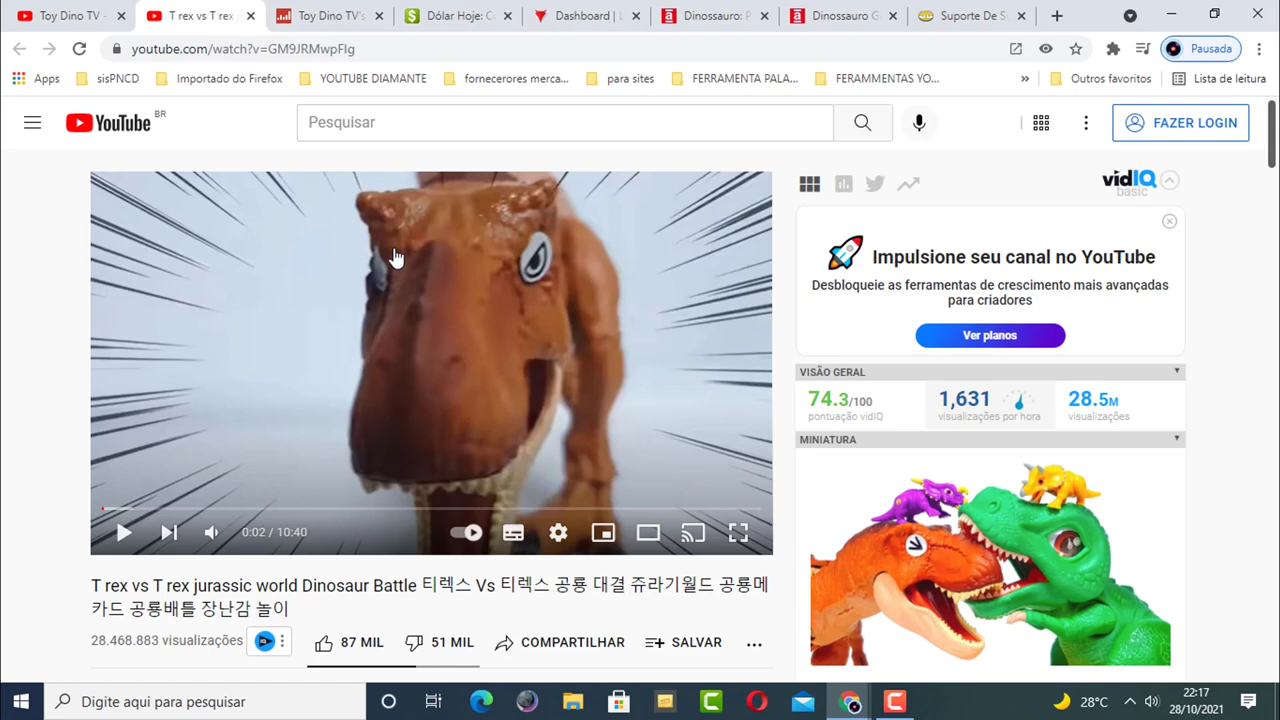 Toy Dino TV -
T rex vs T rex
Toy Dino TV's
Dólar Hoje: C
Dashboard | L
Dinossauro: P
Dinossauro G
Suporte De S
youtube.com/watch?v=GM9JRMwpFIg
Pausada
Apps
sisPNCD
Importado do Firefox
YOUTUBE DIAMANTE
fornecerores merca...
para sites
FERRAMENTA PALA...
FERAMMENTAS YO...
»
Outros favoritos
Lista de leitura
YouTube BR
Pesquisar
FAZER LOGIN
vidIQ
basic
Impulsione seu canal no YouTube
Desbloqueie as ferramentas de crescimento mais avançadas
para criadores
Ver planos
VISÃO GERAL
74.3/100
pontuação vidIQ
1,631
visualizações por hora
28.5M
visualizações
MINIATURA
0:02 / 10:40
T rex vs T rex jurassic world Dinosaur Battle 티렉스 Vs 티렉스 공룡 대결 쥬라기월드 공룡메
카드 공룡배틀 장난감 놀이
28.468.883 visualizações
87 MIL
51 MIL
COMPARTILHAR
SALVAR
Digite aqui para pesquisar
28°C
22:17
28/10/2021